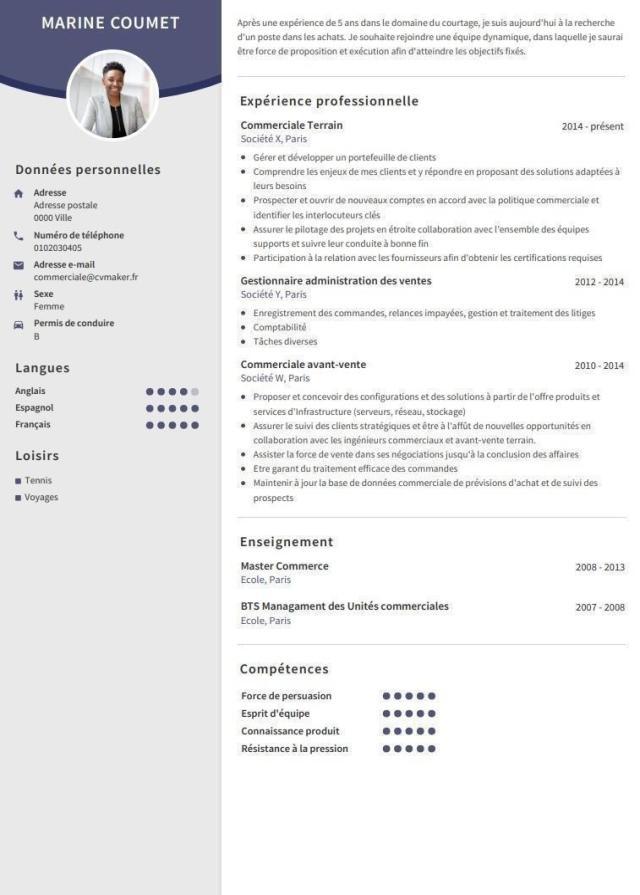 MARINE COUMET
Données personnelles
Adresse
Adresse postale
0000 Ville
Numéro de téléphone
0102030405
Adresse e-mail
commerciale@cvmaker.fr
Sexe
Femme
Permis de conduire
B
Langues
Anglais
Espagnol
Français
Loisirs
Tennis
Voyages
Après une expérience de 5 ans dans le domaine du courtage, je suis aujourd'hui à la recherche
d'un poste dans les achats. Je souhaite rejoindre une équipe dynamique, dans laquelle je saurai
être force de proposition et exécution afin d'atteindre les objectifs fixés.
Expérience professionnelle
Commerciale Terrain 2014 - présent
Société X, Paris
Gérer et développer un portefeuille de clients
Comprendre les enjeux de mes clients et y répondre en proposant des solutions adaptées à
leurs besoins
Prospecter et ouvrir de nouveaux comptes en accord avec la politique commerciale et
identifier les interlocuteurs clés
Assurer le pilotage des projets en étroite collaboration avec l'ensemble des équipes
supports et suivre leur conduite à bonne fin
Participation à la relation avec les fournisseurs afin d'obtenir les certifications requises
Gestionnaire administration des ventes 2012 - 2014
Société Y, Paris
Enregistrement des commandes, relances impayées, gestion et traitement des litiges
Comptabilité
Tâches diverses
Commerciale avant-vente 2010 - 2014
Société W, Paris
Proposer et concevoir des configurations et des solutions à partir de l'offre produits et
services d'Infrastructure (serveurs, réseau, stockage)
Assurer le suivi des clients stratégiques et être à l'affût de nouvelles opportunités en
collaboration avec les ingénieurs commerciaux et avant-vente terrain.
Assister la force de vente dans ses négociations jusqu'à la conclusion des affaires
Etre garant du traitement efficace des commandes
Maintenir à jour la base de données commerciale de prévisions d'achat et de suivi des
prospects
Enseignement
Master Commerce 2008 - 2013
Ecole, Paris
BTS Managament des Unités commerciales 2007 - 2008
Ecole, Paris
Compétences
Force de persuasion
Esprit d'équipe
Connaissance produit
Résistance à la pression